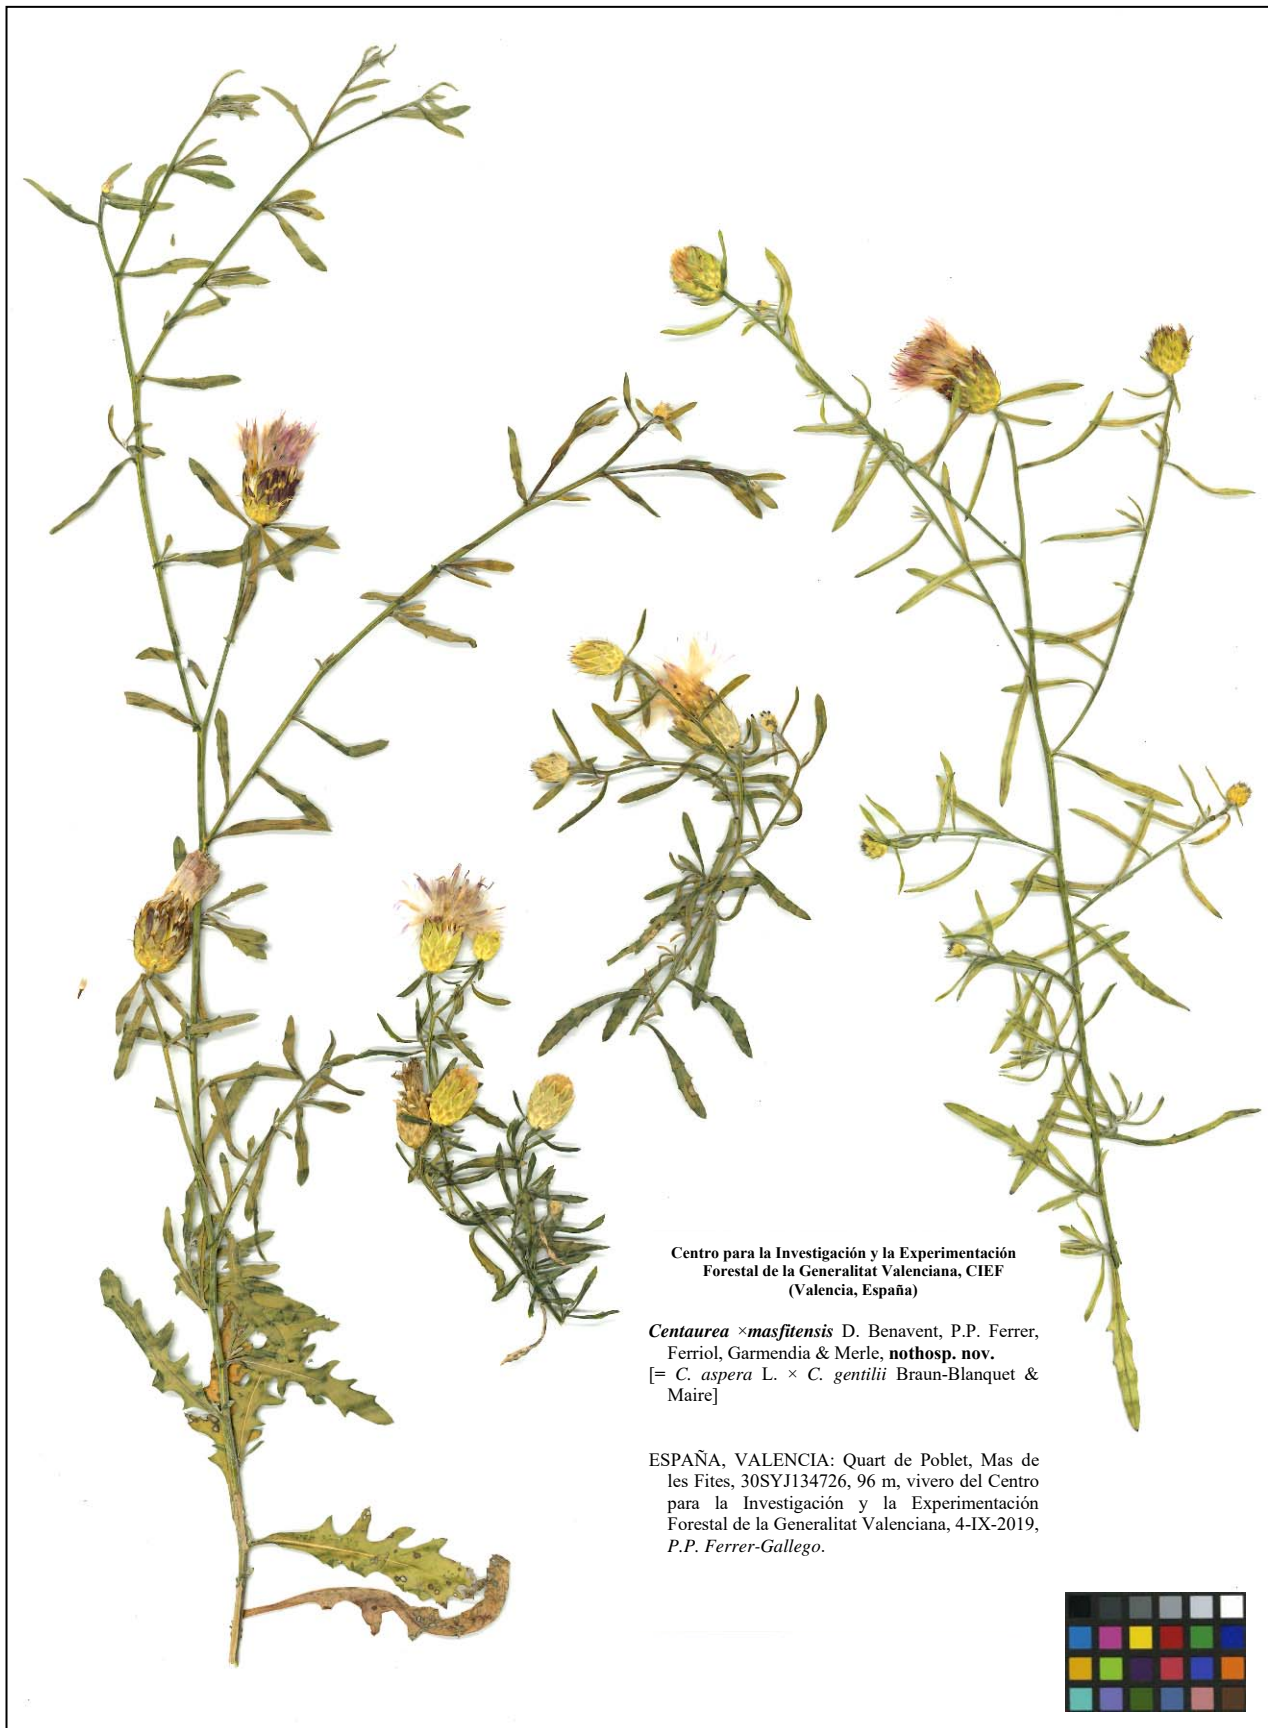 Centro para la Investigación y la Experimentación
Forestal de la Generalitat Valenciana, CIEF
(Valencia, España)
Centaurea ×masfitensis D. Benavent, P.P. Ferrer,
Ferriol, Garmendia & Merle, nothosp. nov.
[= C. aspera L. × C. gentilii Braun-Blanquet &
Maire]
ESPAÑA, VALENCIA: Quart de Poblet, Mas de
les Fites, 30SYJ134726, 96 m, vivero del Centro
para la Investigación y la Experimentación
Forestal de la Generalitat Valenciana, 4-IX-2019,
P.P. Ferrer-Gallego.